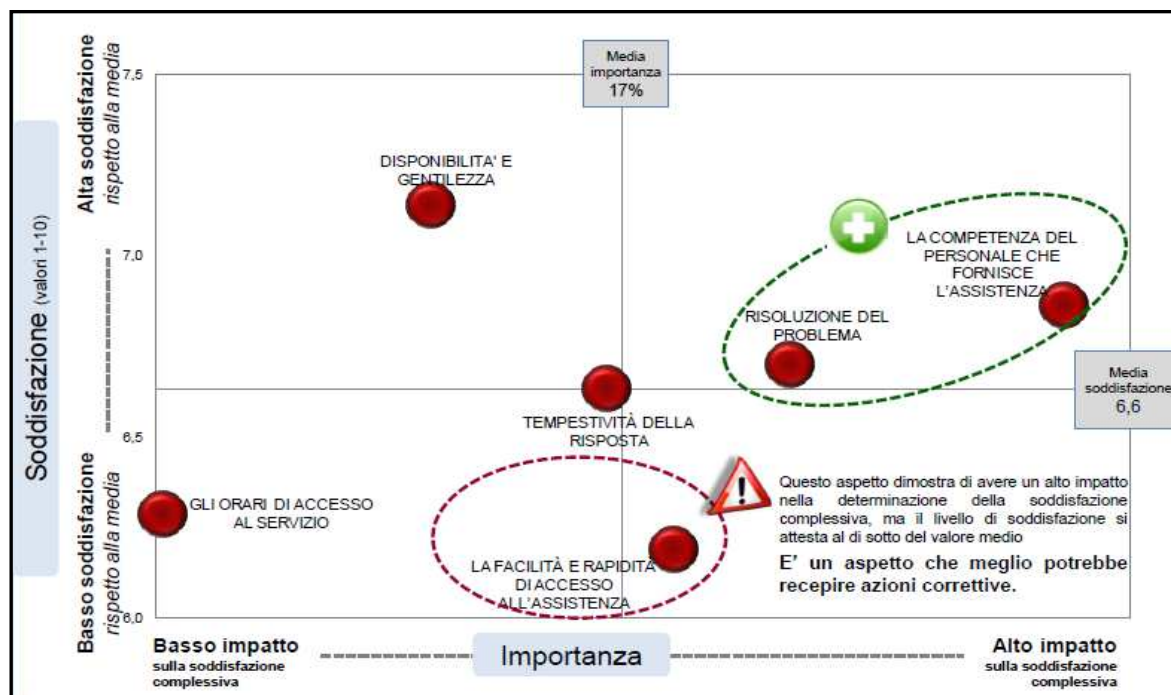 Alta soddisfazione
rispetto alla media
Soddisfazione (valori 1-10)
Basso soddisfazione
rispetto alla media
7,5
7,0
6,5
6,0
Media
importanza
17%
DISPONIBILITA' E
GENTILEZZA
LA COMPETENZA DEL
PERSONALE CHE
FORNISCE
L'ASSISTENZA
RISOLUZIONE DEL
PROBLEMA
Media
soddisfazione
6,6
TEMPESTIVITÀ DELLA
RISPOSTA
GLI ORARI DI ACCESSO
AL SERVIZIO
LA FACILITÀ E RAPIDITÀ
DI ACCESSO
ALL'ASSISTENZA
!
Questo aspetto dimostra di avere un alto impatto
nella determinazione della soddisfazione
complessiva, ma il livello di soddisfazione si
attesta al di sotto del valore medio
E' un aspetto che meglio potrebbe
recepire azioni correttive.
Basso impatto
sulla soddisfazione
complessiva
Importanza
Alto impatto
sulla soddisfazione
complessiva